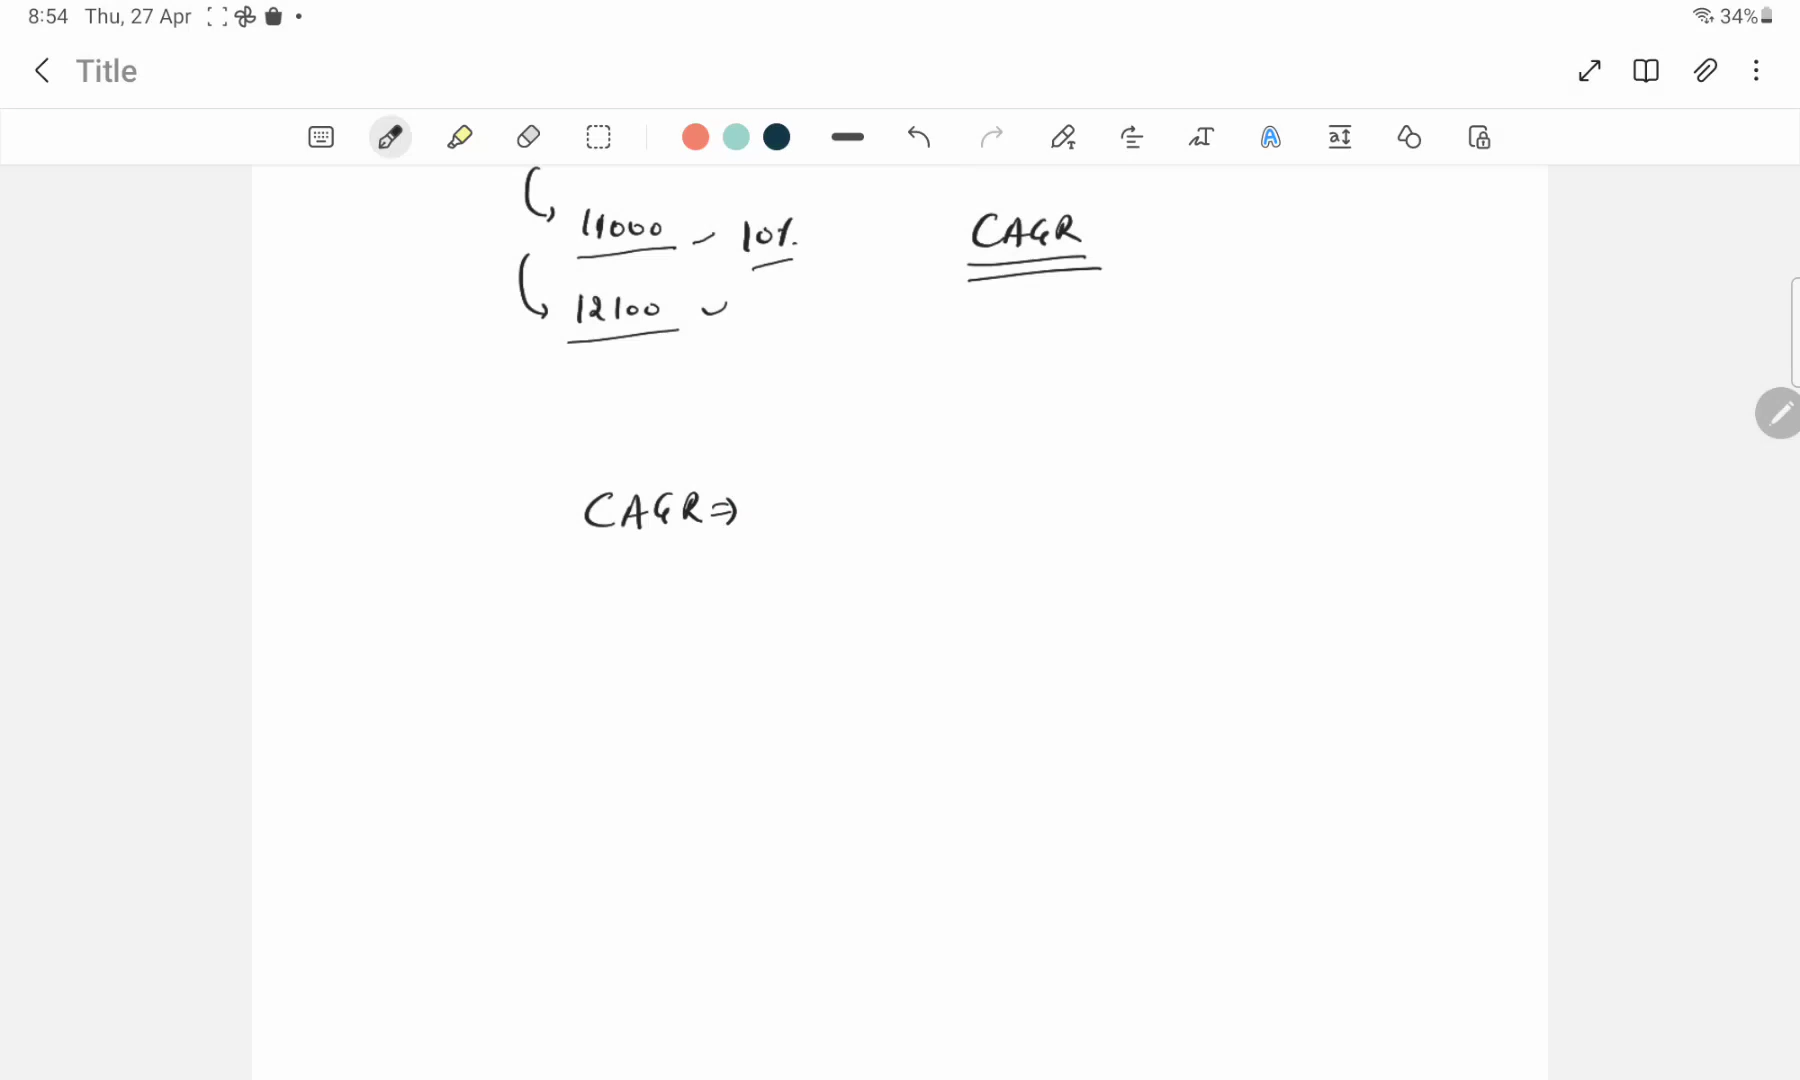 8:54 Thu, 27 Apr 34%
Title
11000 - 10%. CAGR
12100
CAGR ⇒